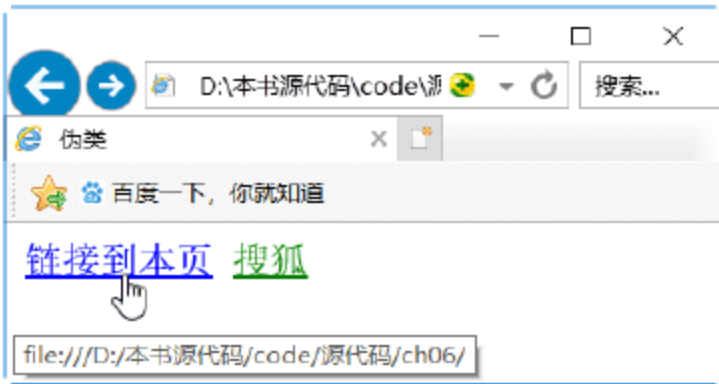 D:\本书源代码\code\源
搜索...
伪类
百度一下，你就知道
链接到本页 搜狐
file:///D:/本书源代码/code/源代码/ch06/